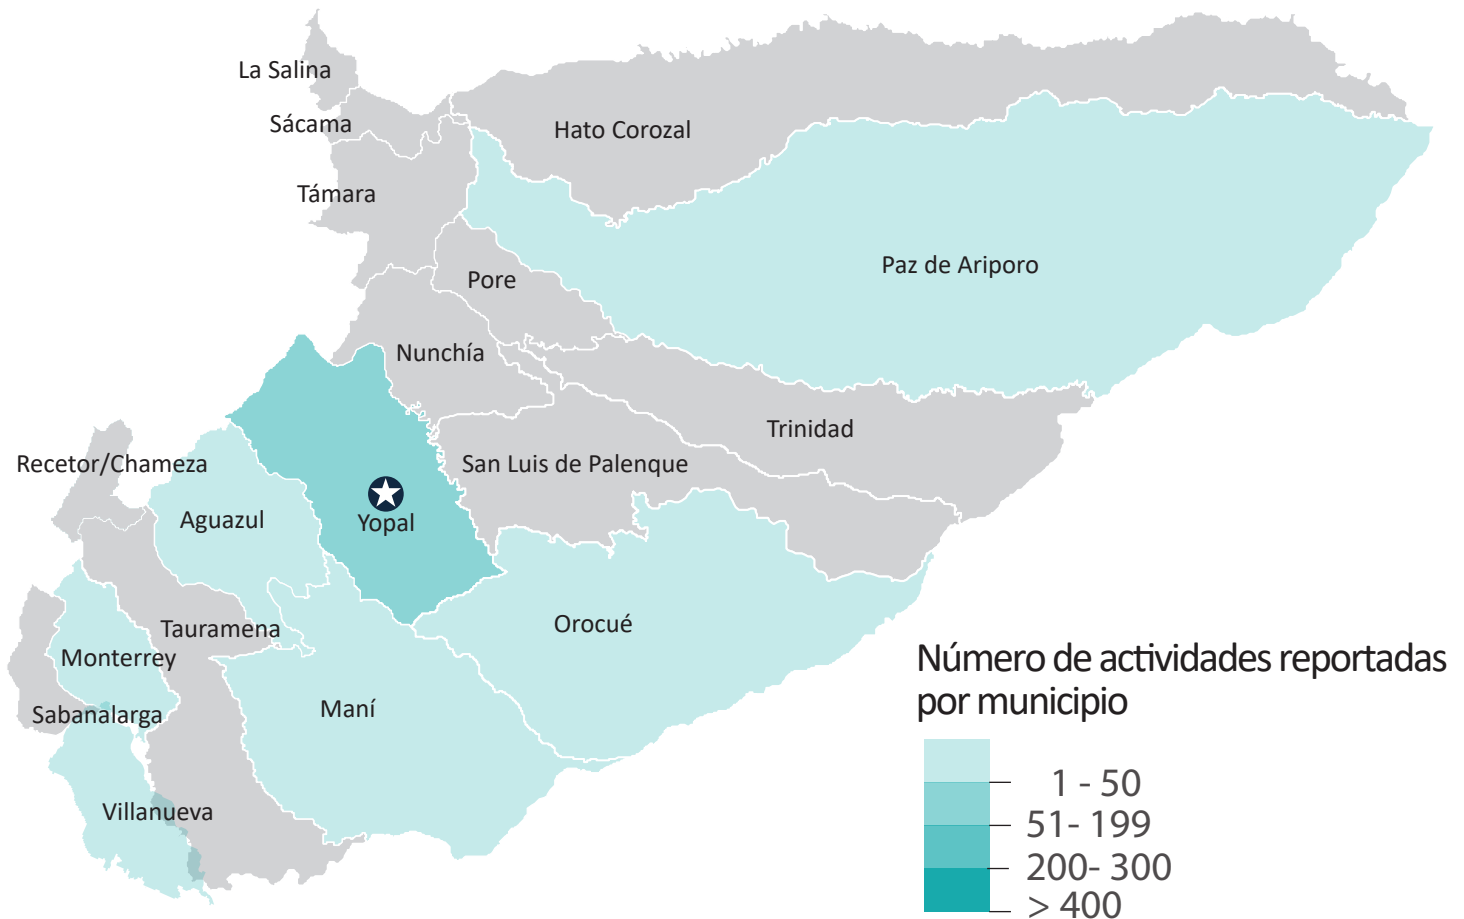 La Salina
Sácama
Hato Corozal
Támara
Paz de Ariporo
Pore
Nunchía
Trinidad
Recetor/Chameza
San Luis de Palenque
Aguazul
Yopal
Orocué
Tauramena
Monterrey
Maní
Sabanalarga
Villanueva
Número de actividades reportadas
por municipio
1 - 50
51- 199
200- 300
> 400